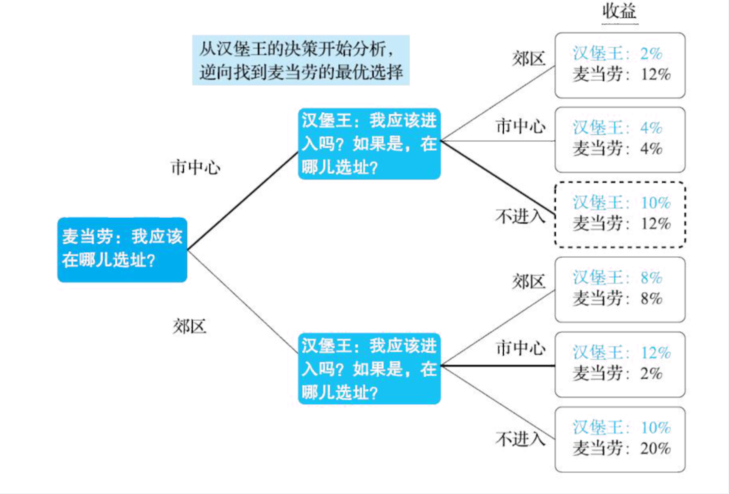 收益
从汉堡王的决策开始分析，
逆向找到麦当劳的最优选择
郊区
汉堡王：2%
麦当劳：12%
汉堡王：我应该进
入吗？如果是，在
哪儿选址？
市中心
汉堡王：4%
麦当劳：4%
市中心
不进入
汉堡王：10%
麦当劳：12%
麦当劳：我应该
在哪儿选址？
郊区
汉堡王：8%
麦当劳：8%
郊区
汉堡王：我应该进
入吗？如果是，在
哪儿选址？
市中心
汉堡王：12%
麦当劳：2%
不进入
汉堡王：10%
麦当劳：20%